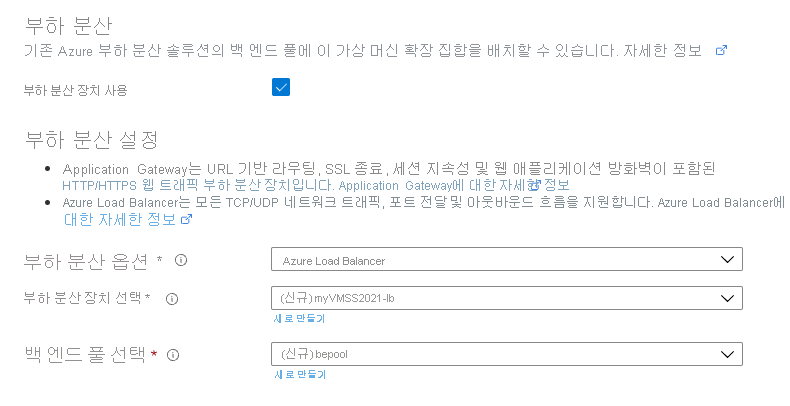 부하 분산
기존 Azure 부하 분산 솔루션의 백 엔드 풀에 이 가상 머신 확장 집합을 배치할 수 있습니다. 자세한 정보
부하 분산 장치 사용
부하 분산 설정
• Application Gateway는 URL 기반 라우팅, SSL 종료, 세션 지속성 및 웹 애플리케이션 방화벽이 포함된
HTTP/HTTPS 웹 트래픽 부하 분산 장치입니다. Application Gateway에 대한 자세한 정보
• Azure Load Balancer는 모든 TCP/UDP 네트워크 트래픽, 포트 전달 및 아웃바운드 흐름을 지원합니다. Azure Load Balancer에
대한 자세한 정보
부하 분산 옵션 * Azure Load Balancer
부하 분산 장치 선택 * (신규) myVMSS2021-lb
새로 만들기
백 엔드 풀 선택 * (신규) bepool
새로 만들기